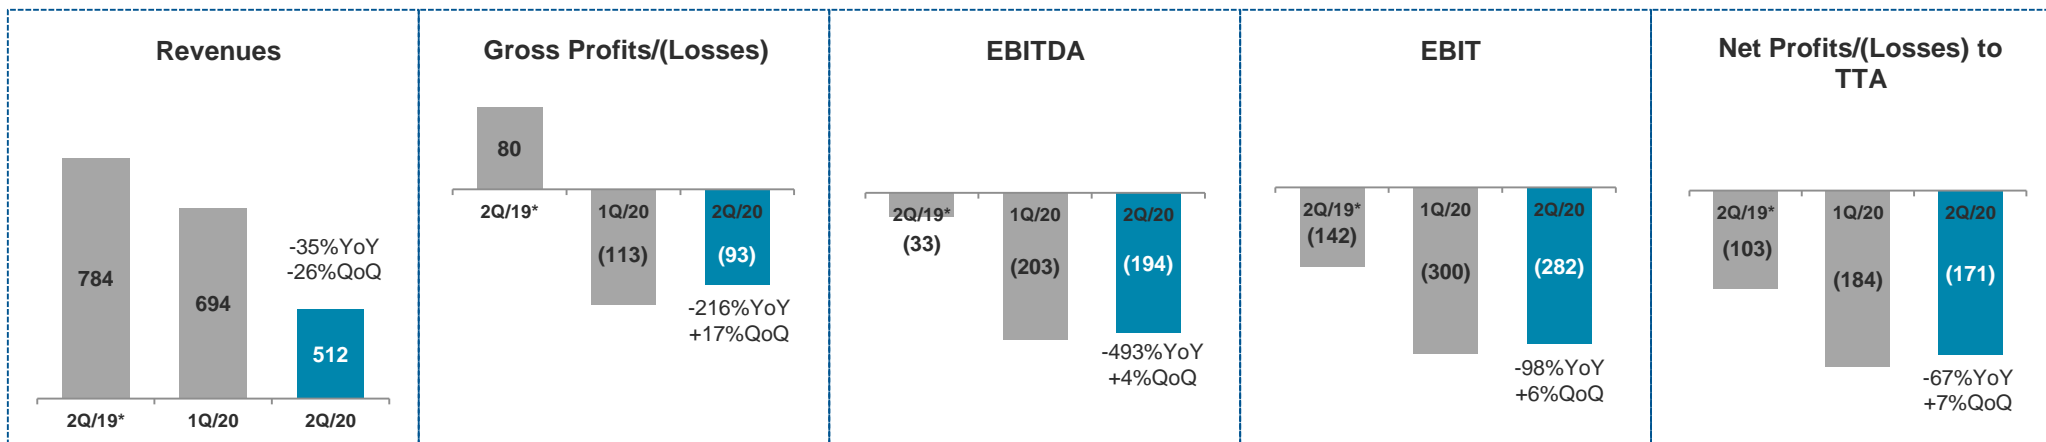 Revenues
784
694
512
-35%YoY
-26%QoQ
2Q/19*
1Q/20
2Q/20
Gross Profits/(Losses)
80
2Q/19*
1Q/20
2Q/20
(113)
(93)
-216%YoY
+17%QoQ
EBITDA
2Q/19*
1Q/20
2Q/20
(33)
(203)
(194)
-493%YoY
+4%QoQ
EBIT
2Q/19*
1Q/20
2Q/20
(142)
(300)
(282)
-98%YoY
+6%QoQ
Net Profits/(Losses) to
TTA
2Q/19*
1Q/20
2Q/20
(103)
(184)
(171)
-67%YoY
+7%QoQ